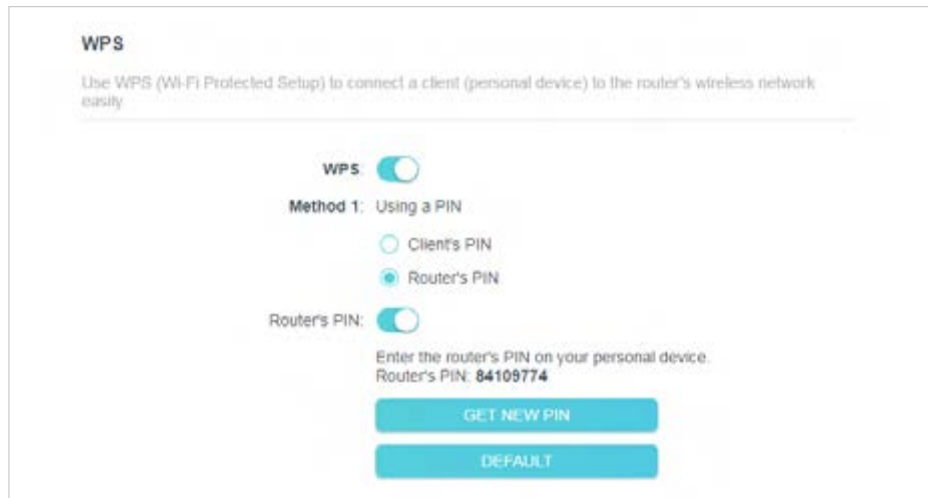 WPS
Use WPS (Wi-Fi Protected Setup) to connect a client (personal device) to the router's wireless network
easily
WPS:
Method 1: Using a PIN
Client's PIN
Router's PIN
Router's PIN:
Enter the router's PIN on your personal device.
Router's PIN: 84109774
GET NEW PIN
DEFAULT